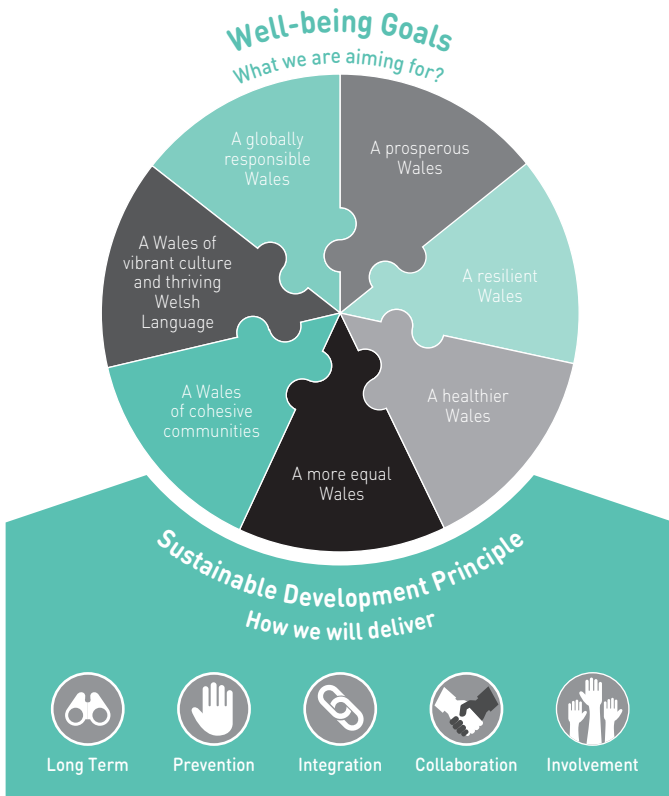 Well-being Goals
What we are aiming for?
A prosperous
Wales
A resilient
Wales
A healthier
Wales
A more equal
Wales
A Wales
of cohesive
communities
A Wales of
vibrant culture
and thriving
Welsh
Language
A globally
responsible
Wales
Sustainable Development Principle
How we will deliver
Long Term
Prevention
Integration
Collaboration
Involvement